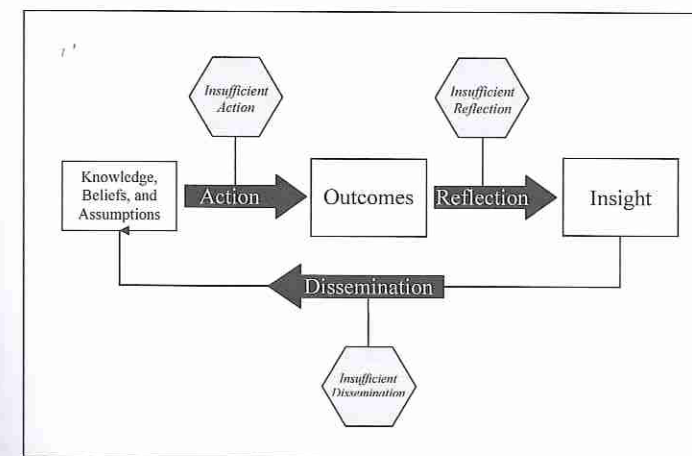 Insufficient
Action
Insufficient
Reflection
Knowledge,
Beliefs, and
Assumptions
Action
Outcomes
Reflection
Insight
Dissemination
Insufficient
Dissemination